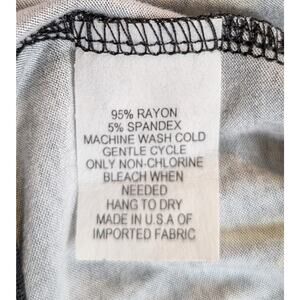 95% RAYON
5% SPANDEX
MACHINE WASH COLD
GENTLE CYCLE
ONLY NON-CHLORINE
BLEACH WHEN
NEEDED
HANG TO DRY
MADE IN U.S.A OF
IMPORTED FABRIC